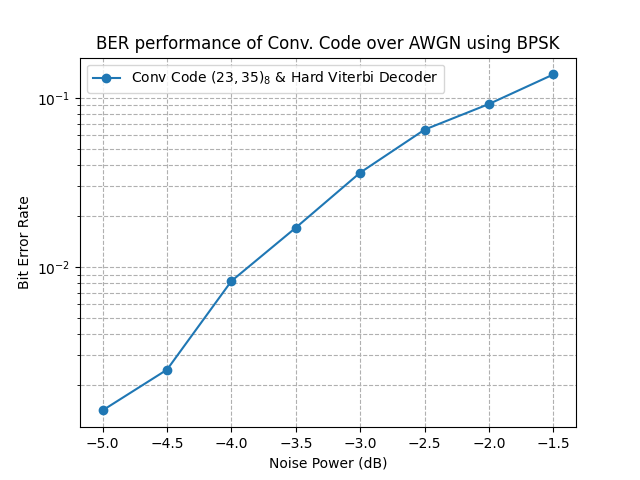 BER performance of Conv. Code over AWGN using BPSK
Conv Code (23, 35)₈ & Hard Viterbi Decoder
10⁻¹
10⁻²
Bit Error Rate
−5.0 −4.5 −4.0 −3.5 −3.0 −2.5 −2.0 −1.5
Noise Power (dB)